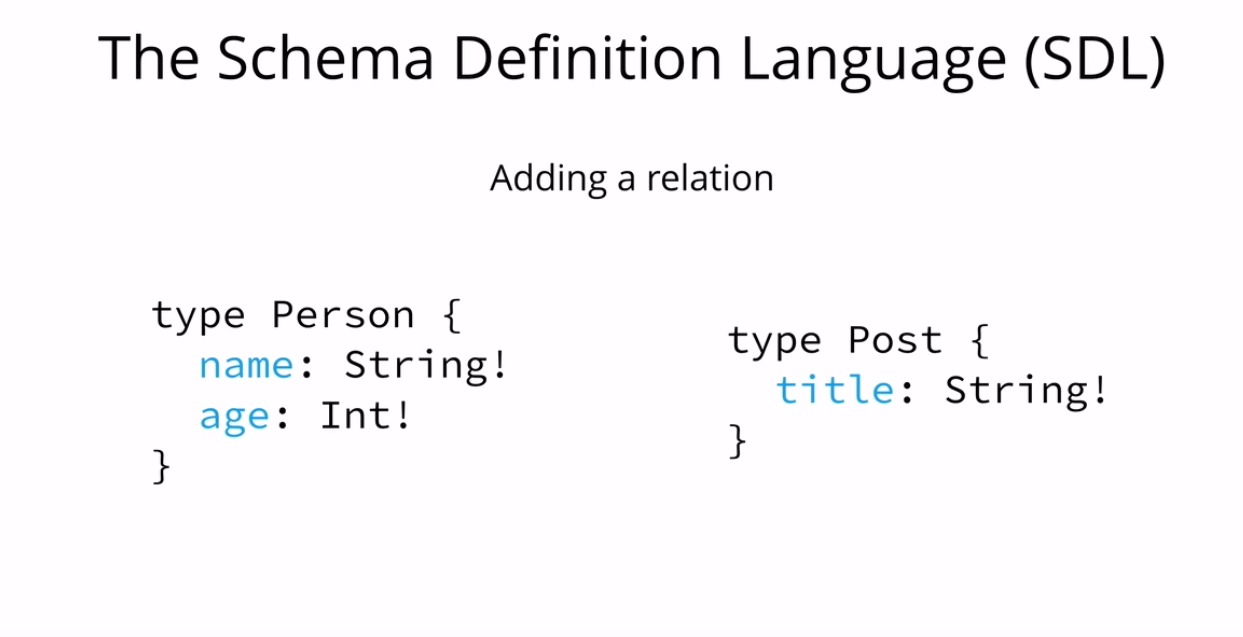 The Schema Definition Language (SDL)
Adding a relation
type Person {
  name: String!
  age: Int!
}
type Post {
  title: String!
}